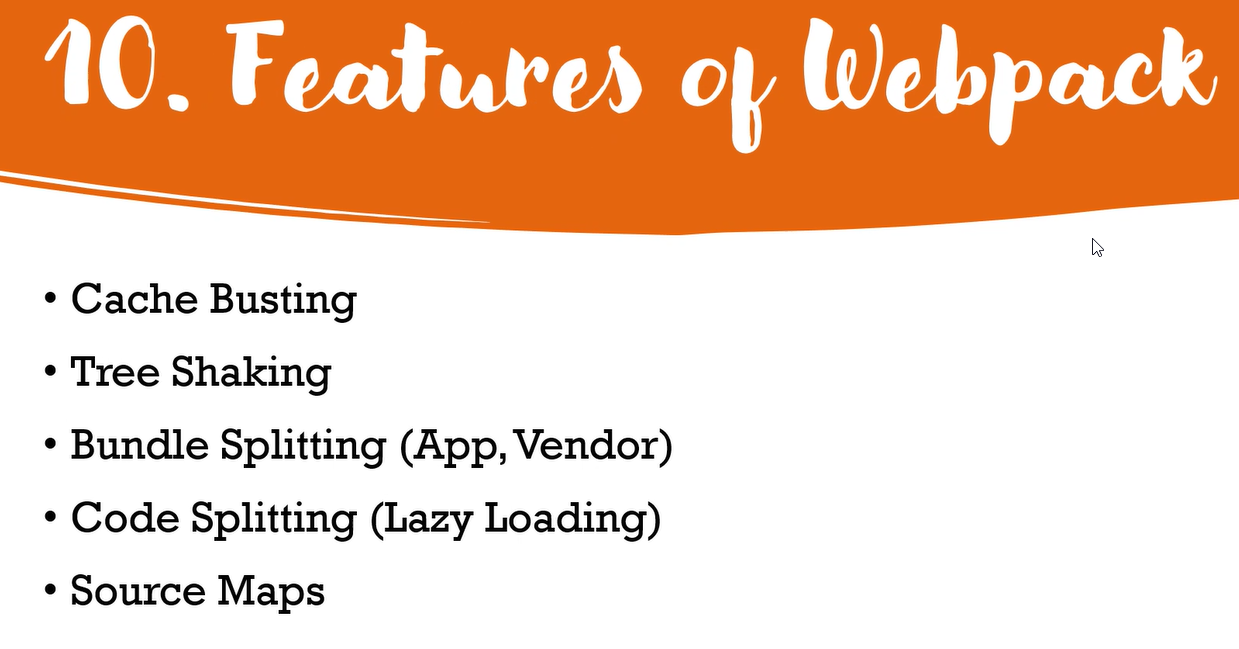 10. Features of Webpack
• Cache Busting
• Tree Shaking
• Bundle Splitting (App, Vendor)
• Code Splitting (Lazy Loading)
• Source Maps